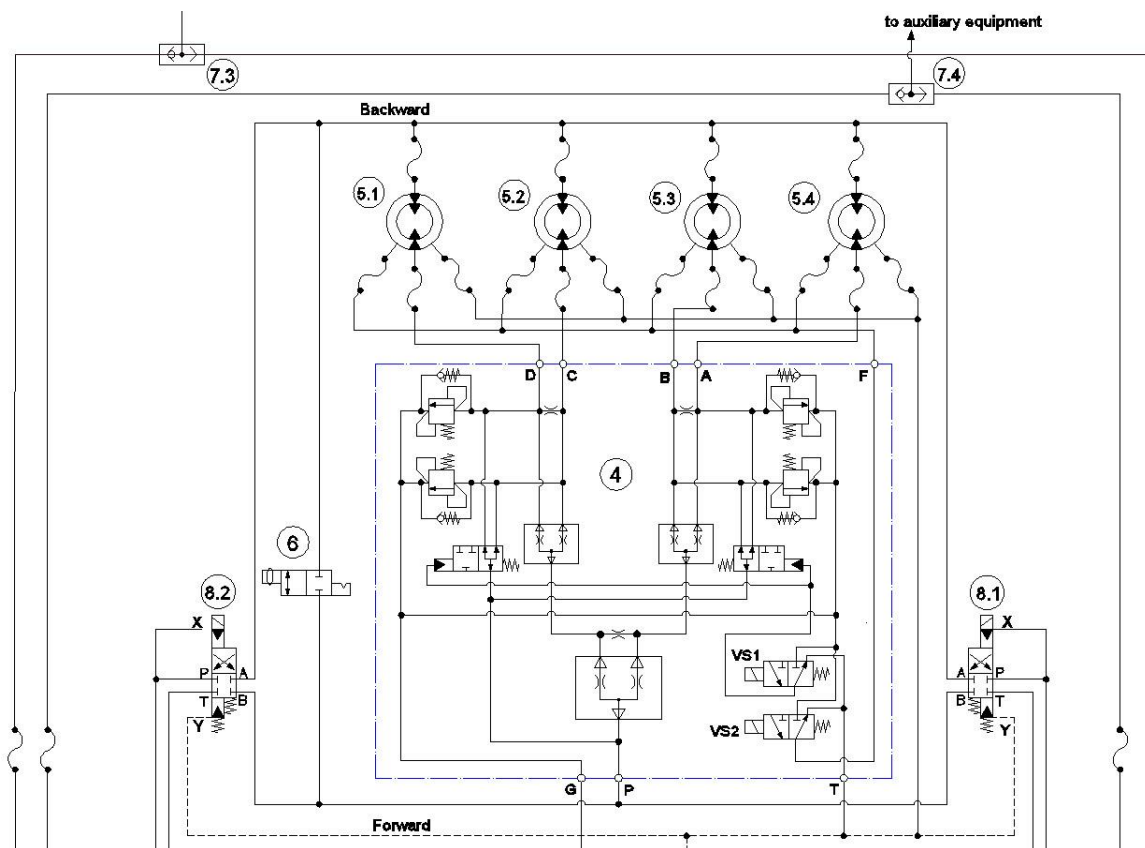 to auxiliary equipment
7.3
7.4
Backward
5.1
5.2
5.3
5.4
D
C
B
A
F
4
6
8.2
8.1
X
X
VS1
P
A
A
P
T
B
B
T
VS2
Y
Y
G
P
T
Forward